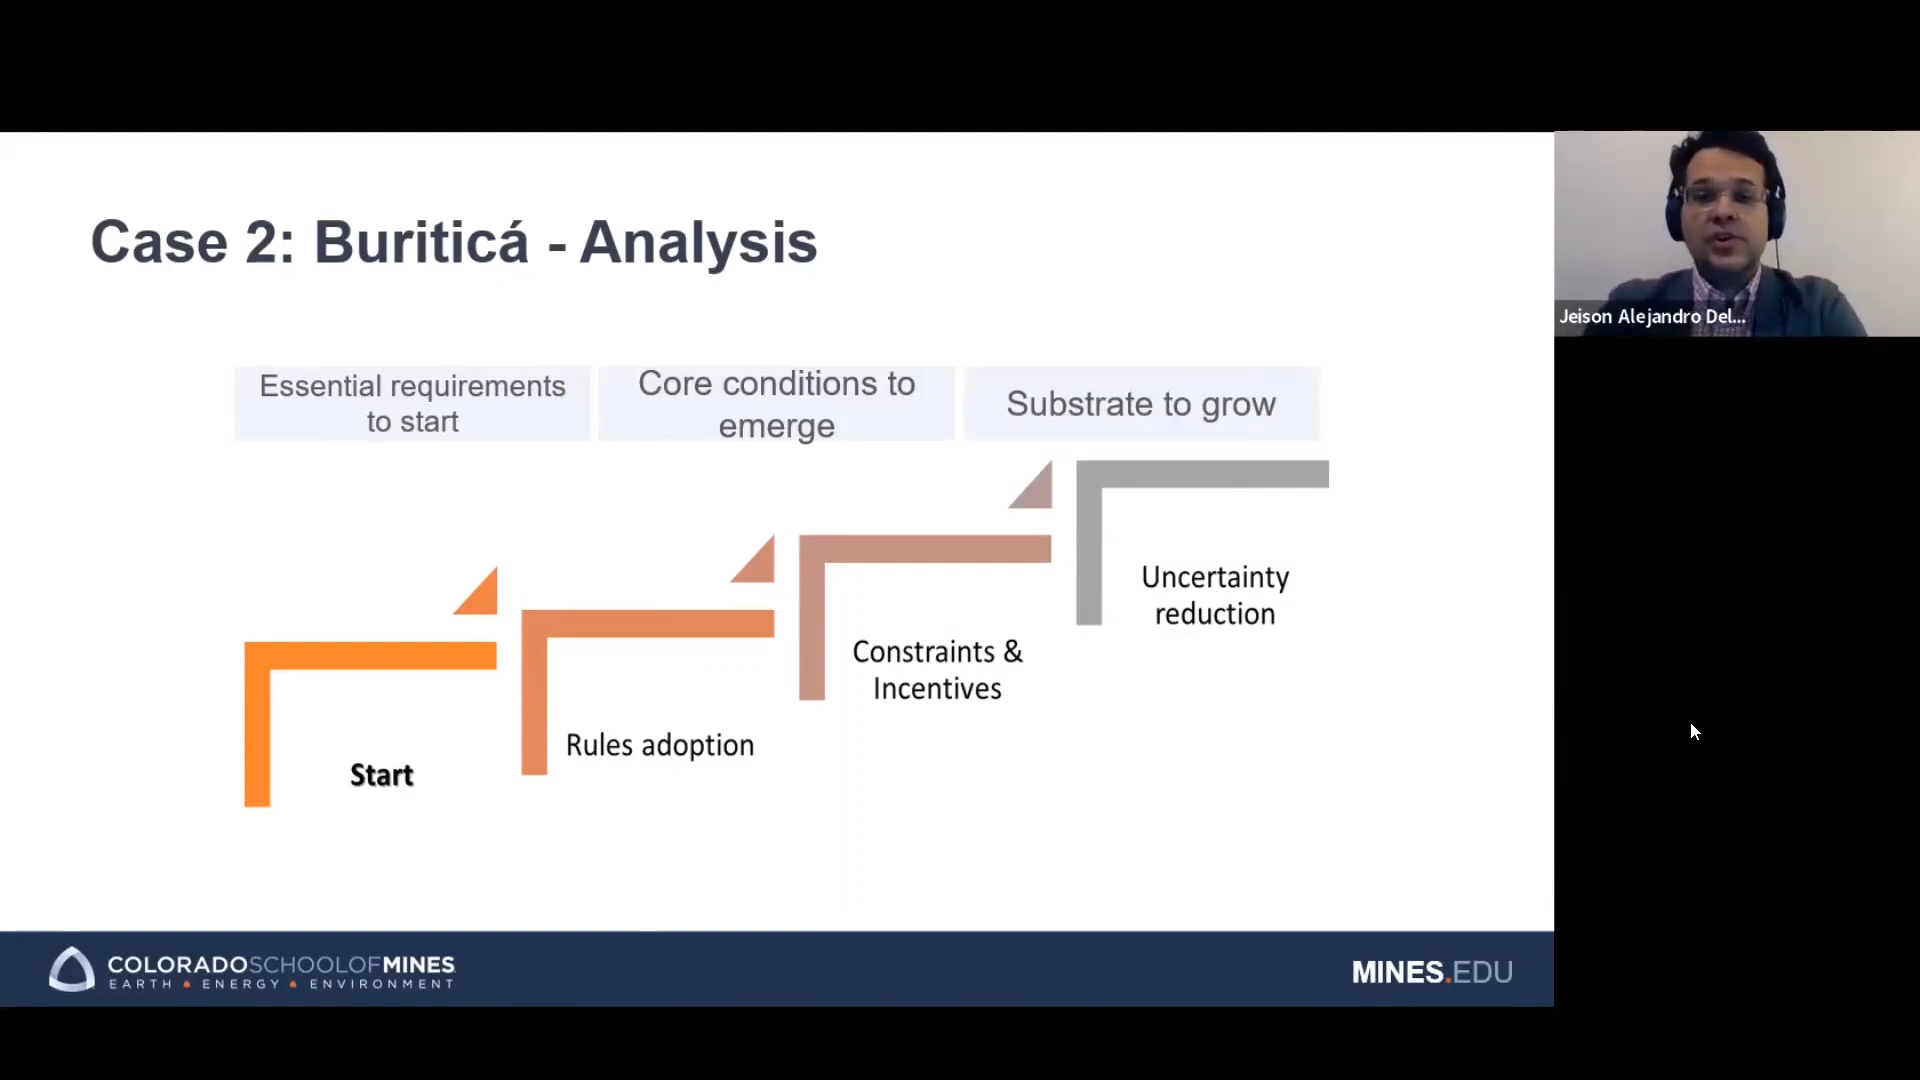 Case 2: Buriticá - Analysis
Jeison Alejandro Del...
Essential requirements
to start
Core conditions to
emerge
Substrate to grow
Uncertainty
reduction
Constraints &
Incentives
Rules adoption
Start
COLORADOSCHOOLOFMINES
EARTH • ENERGY • ENVIRONMENT
MINES.EDU